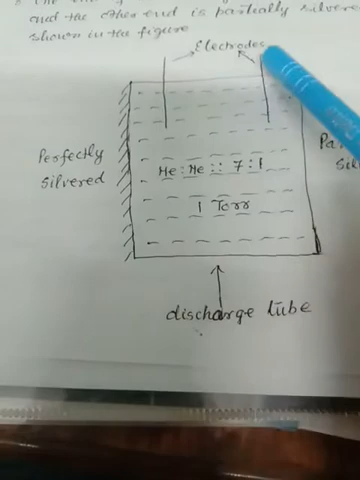 and the other end is partially silvered
shown in the figure
Electrodes
Perfectly
silvered
He : Ne :: 7 : 1
1 Torr
discharge tube